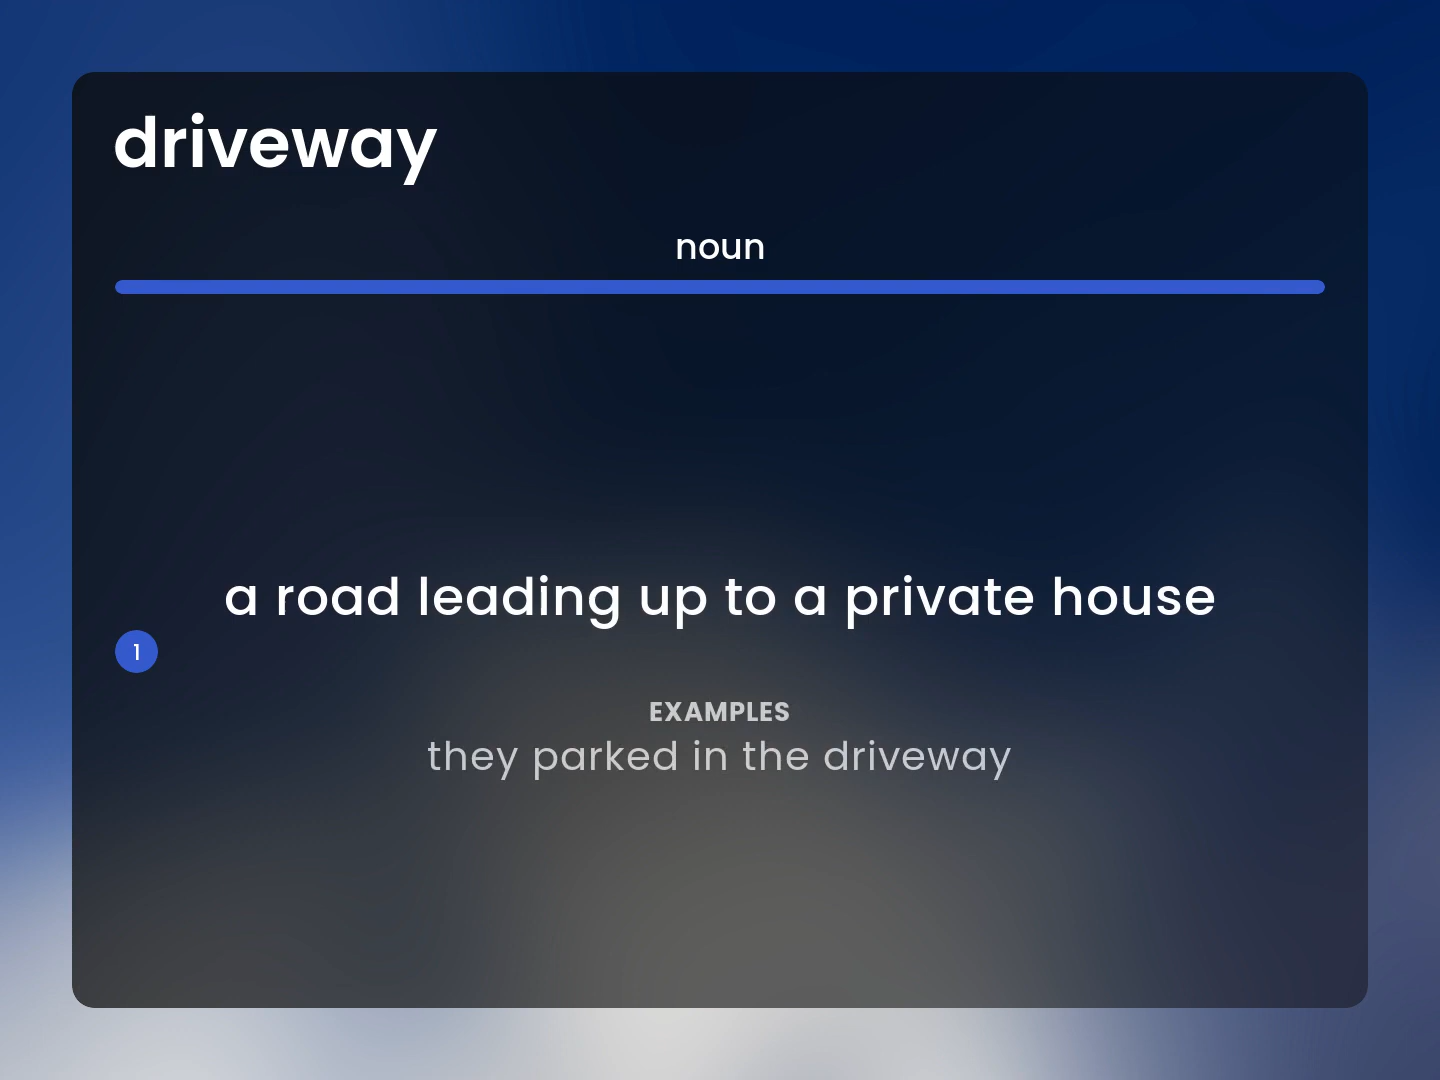 driveway
noun
a road leading up to a private house
1
EXAMPLES
they parked in the driveway